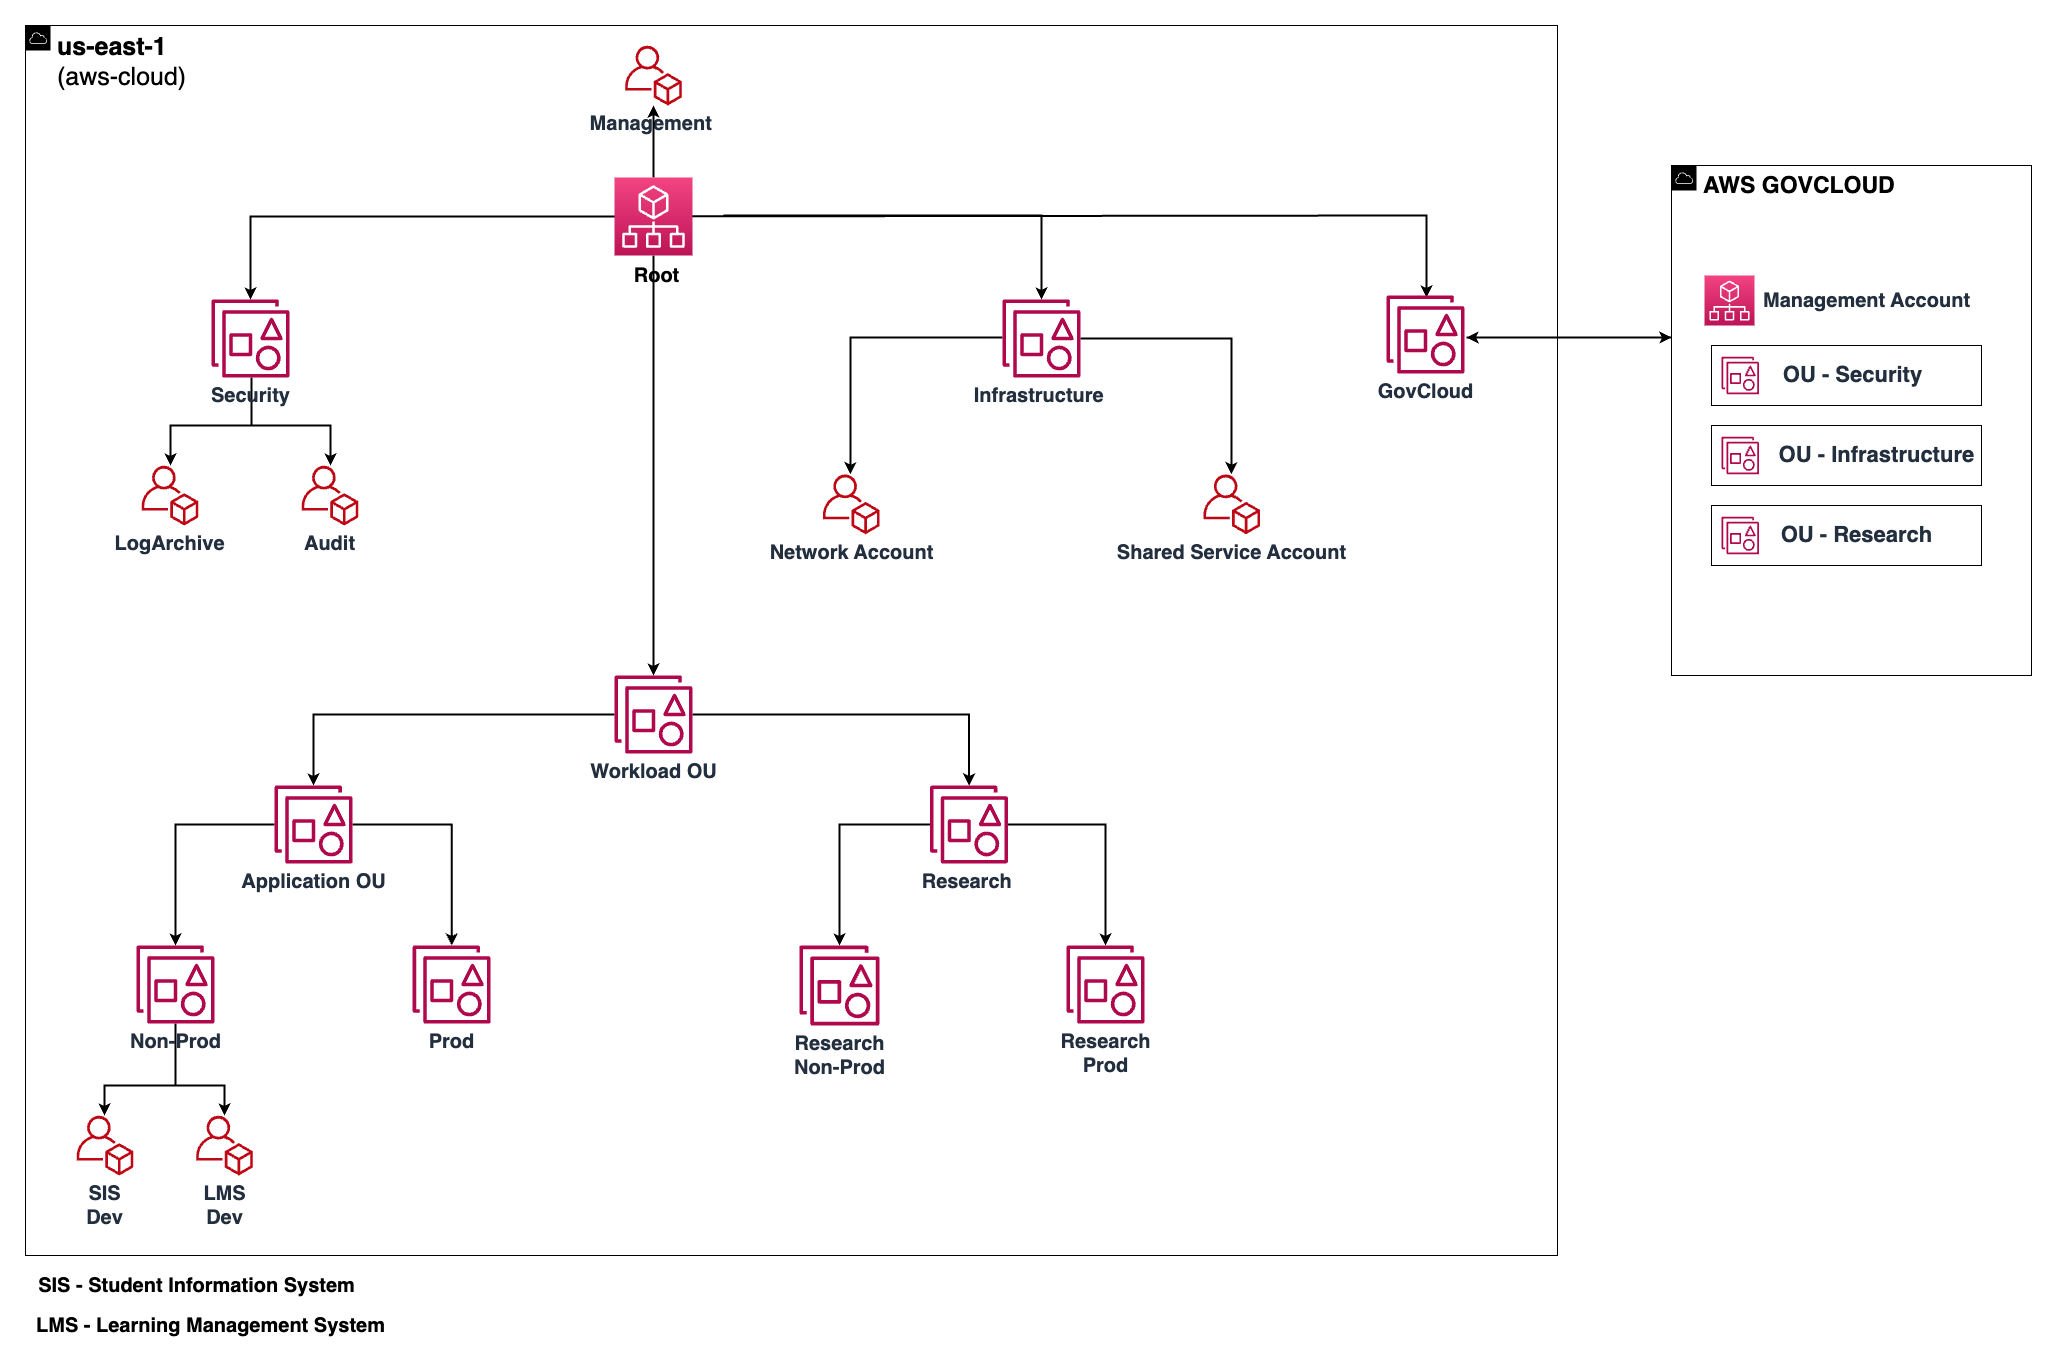 us-east-1
(aws-cloud)
Management
Root
AWS GOVCLOUD
Management Account
OU - Security
OU - Infrastructure
OU - Research
Security
Infrastructure
GovCloud
LogArchive
Audit
Network Account
Shared Service Account
Workload OU
Application OU
Research
Non-Prod
Prod
Research
Non-Prod
Research
Prod
SIS
Dev
LMS
Dev
SIS - Student Information System
LMS - Learning Management System